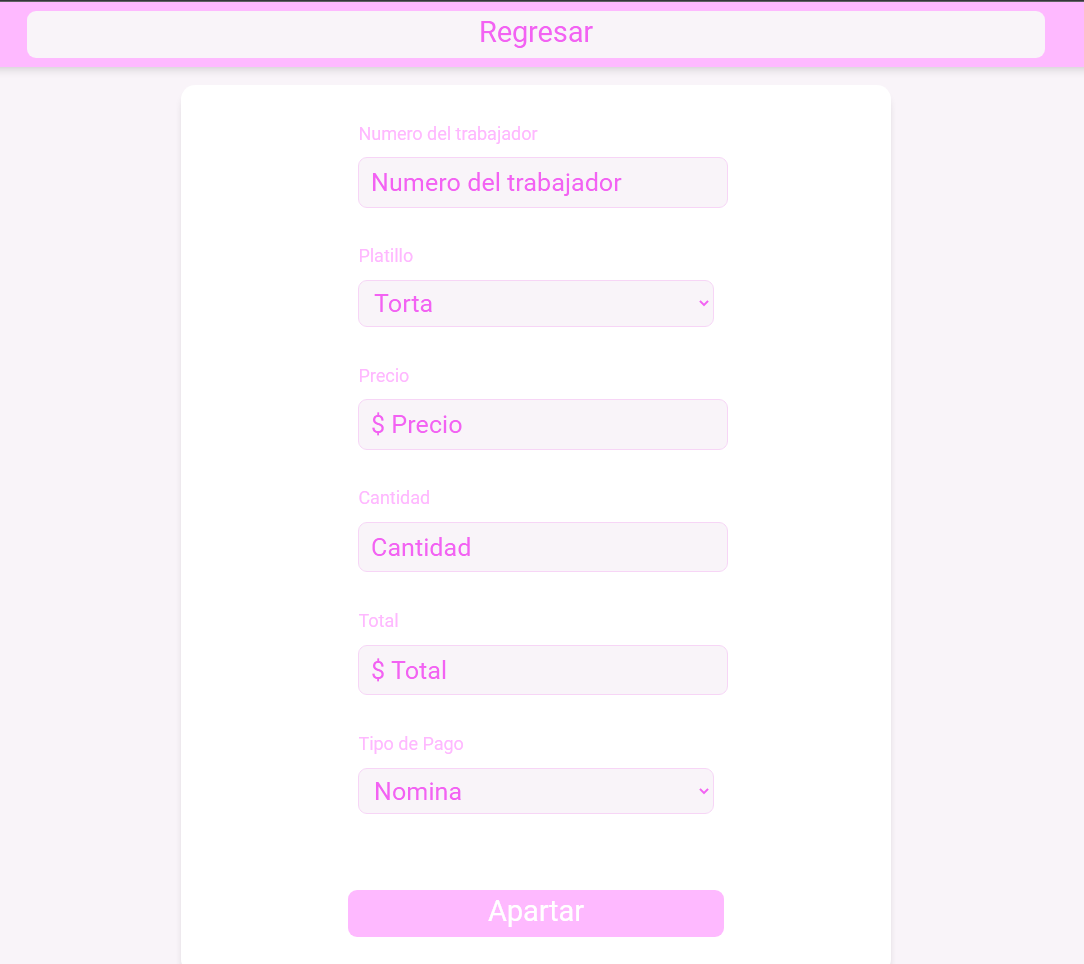 Regresar
Numero del trabajador
Numero del trabajador
Platillo
Torta
Precio
$ Precio
Cantidad
Cantidad
Total
$ Total
Tipo de Pago
Nomina
Apartar